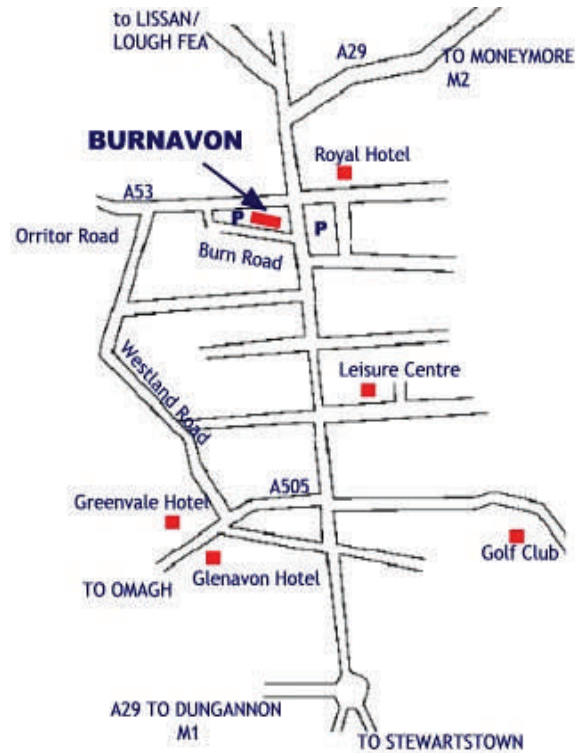 to LISSAN/
LOUGH FEA
A29
TO MONEYMORE
M2
BURNAVON
Royal Hotel
A53
P
P
Orritor Road
Burn Road
Westland Road
Leisure Centre
A505
Greenvale Hotel
Golf Club
Glenavon Hotel
TO OMAGH
A29 TO DUNGANNON
M1
TO STEWARTSTOWN